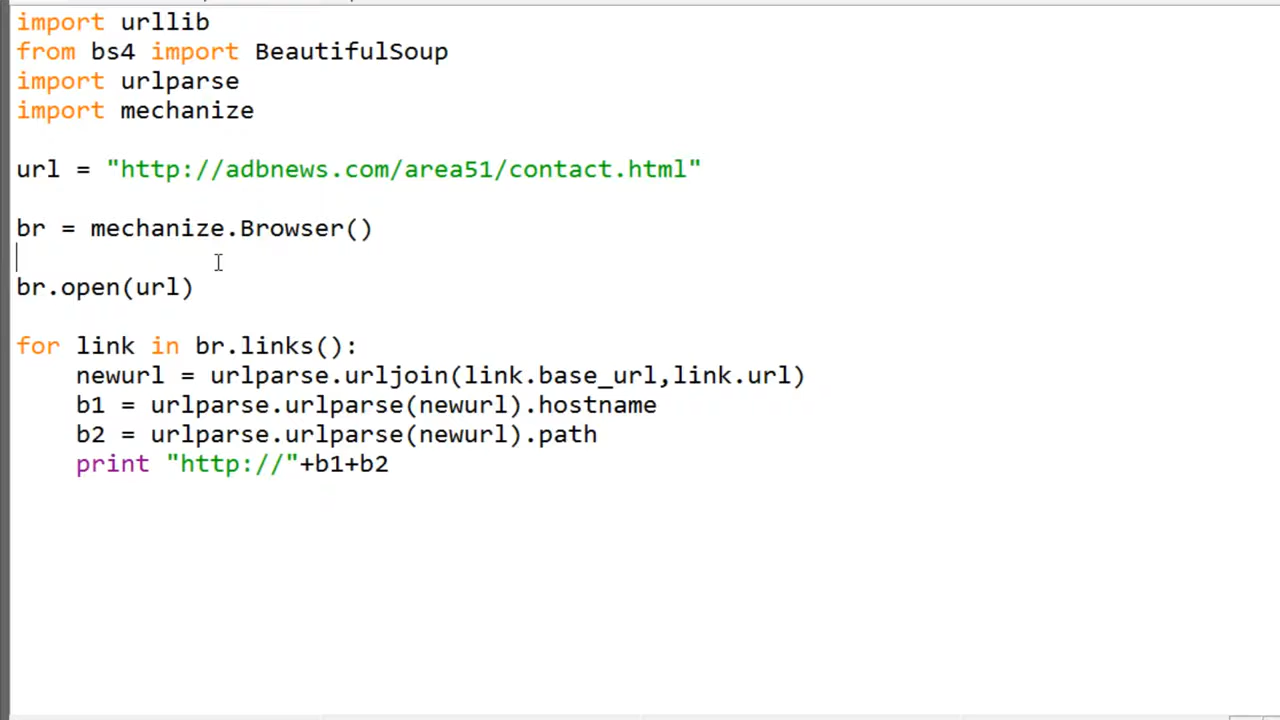 import urllib
from bs4 import BeautifulSoup
import urlparse
import mechanize
url = "http://adbnews.com/area51/contact.html"
br = mechanize.Browser()
br.open(url)
for link in br.links():
    newurl = urlparse.urljoin(link.base_url,link.url)
    b1 = urlparse.urlparse(newurl).hostname
    b2 = urlparse.urlparse(newurl).path
    print "http://"+b1+b2